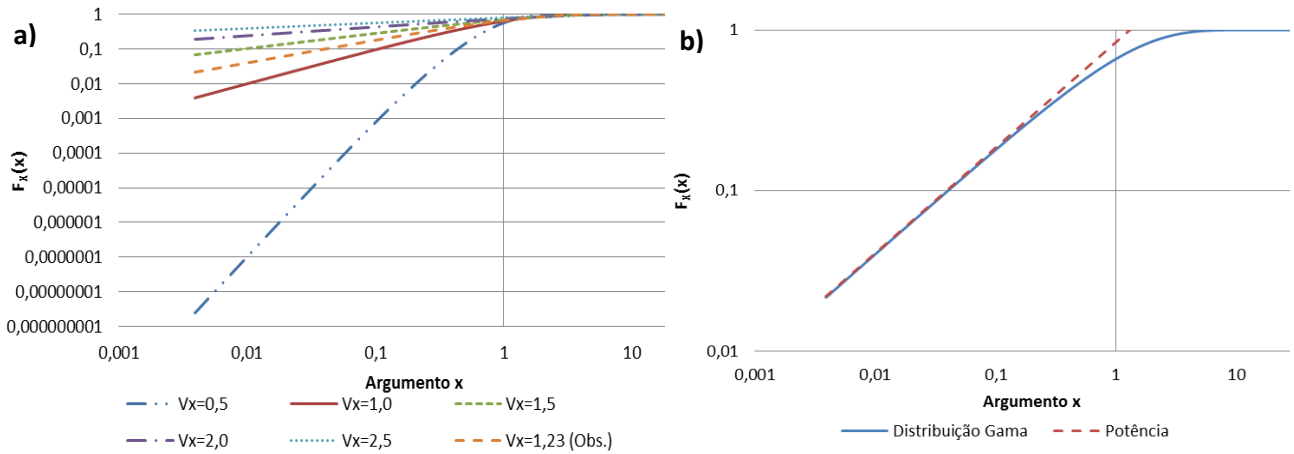 a)
1
0,1
0,01
0,001
0,0001
0,00001
0,000001
0,0000001
0,00000001
0,000000001
F_X(x)
0,001 0,01 0,1 1 10
Argumento x
Vx=0,5 Vx=1,0 Vx=1,5
Vx=2,0 Vx=2,5 Vx=1,23 (Obs.)
b)
1
0,1
0,01
F_X(x)
0,001 0,01 0,1 1 10
Argumento x
Distribuição Gama Potência